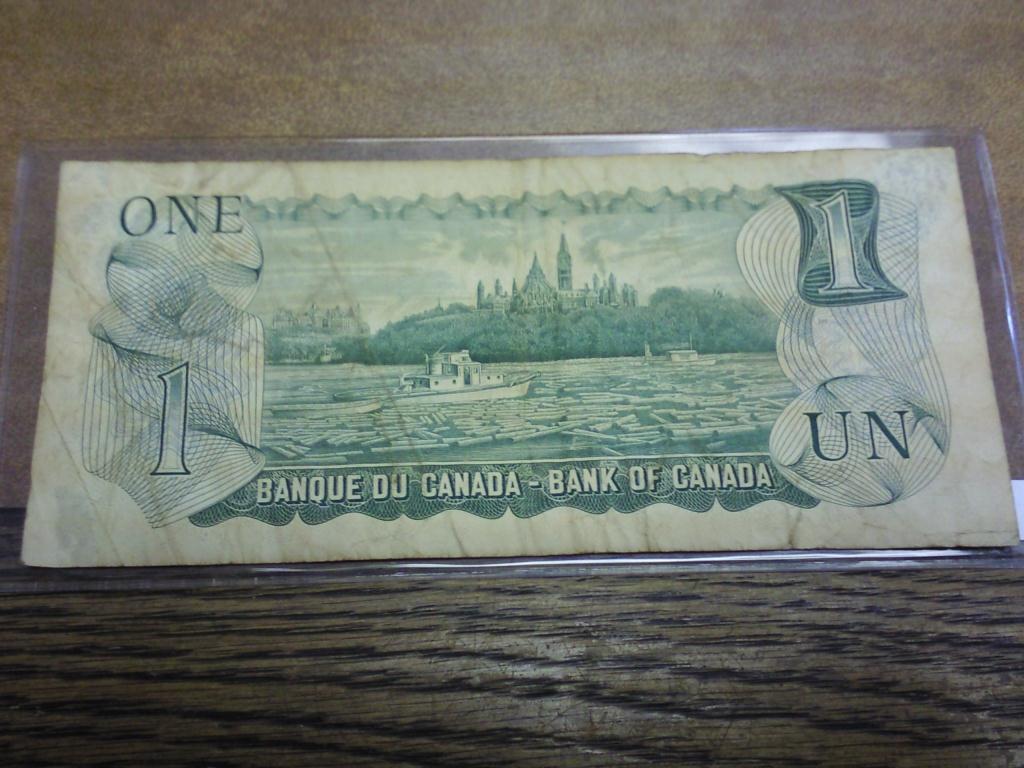 ONE
1
1
BANQUE DU CANADA - BANK OF CANADA
UN